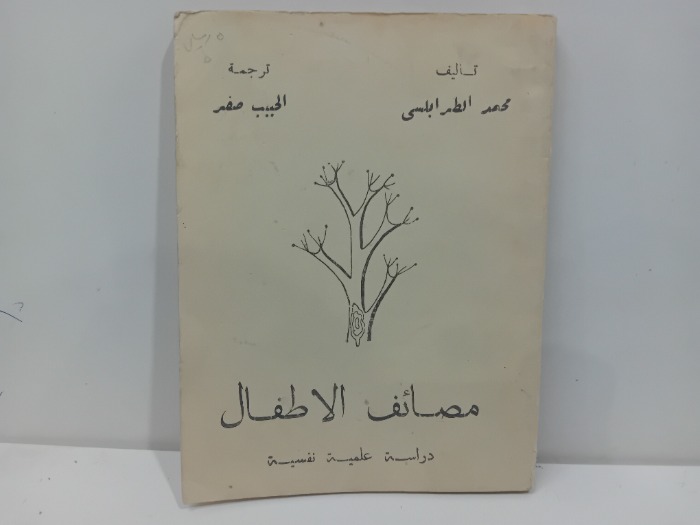 تأليف
محمد الطرابلسي
ترجمة
الحبيب صفر
مصائف الاطفال
دراسة علمية نفسية